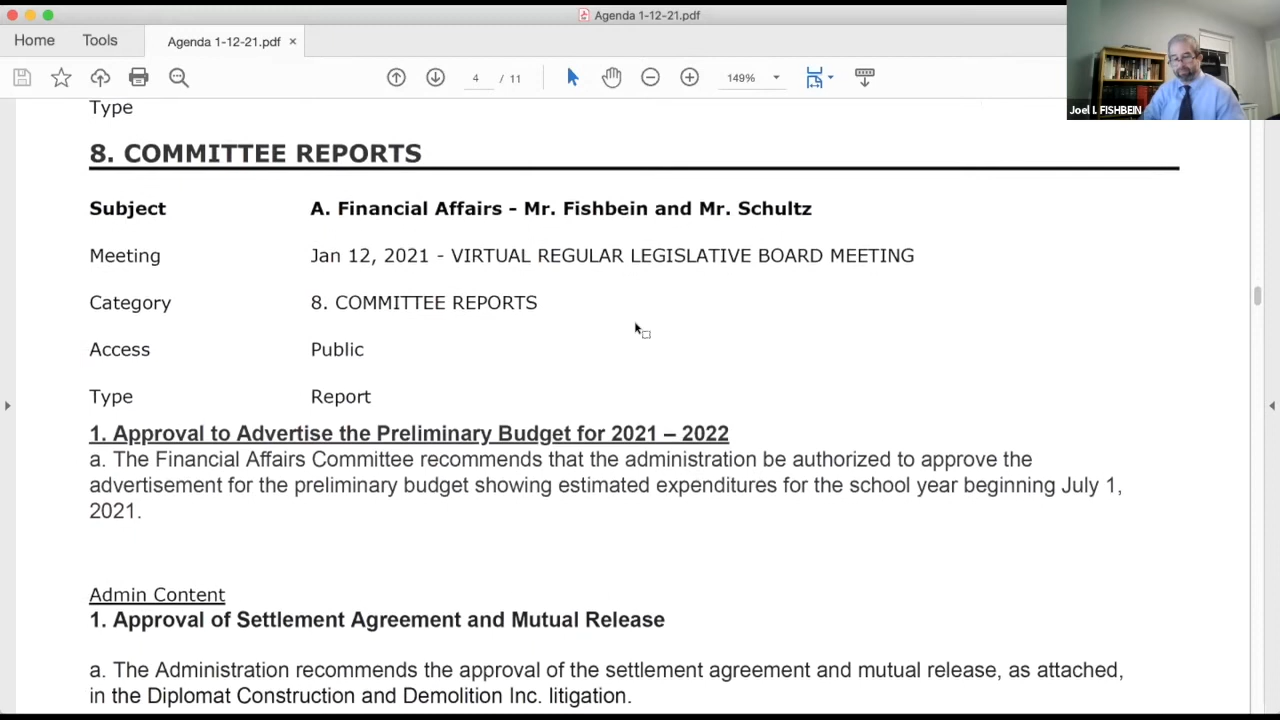 Agenda 1-12-21.pdf
Home
Tools
Agenda 1-12-21.pdf ×
4 / 11
149%
Joel I. FISHBEIN
Type
8. COMMITTEE REPORTS
Subject A. Financial Affairs - Mr. Fishbein and Mr. Schultz
Meeting Jan 12, 2021 - VIRTUAL REGULAR LEGISLATIVE BOARD MEETING
Category 8. COMMITTEE REPORTS
Access Public
Type Report
1. Approval to Advertise the Preliminary Budget for 2021 – 2022
a. The Financial Affairs Committee recommends that the administration be authorized to approve the
advertisement for the preliminary budget showing estimated expenditures for the school year beginning July 1,
2021.
Admin Content
1. Approval of Settlement Agreement and Mutual Release
a. The Administration recommends the approval of the settlement agreement and mutual release, as attached,
in the Diplomat Construction and Demolition Inc. litigation.